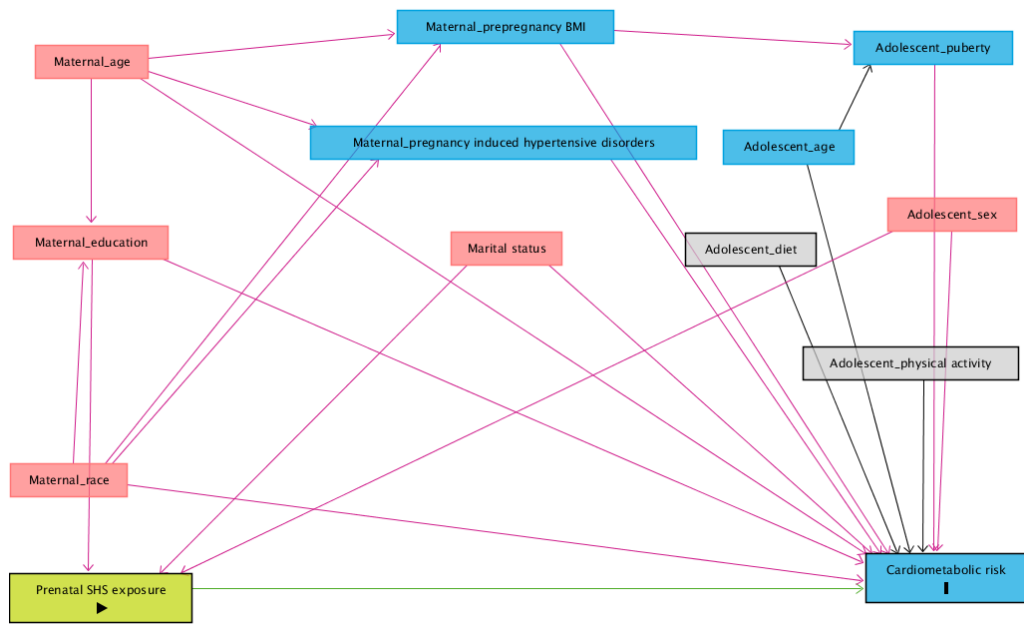 Maternal_prepregnancy BMI
Adolescent_puberty
Maternal_age
Maternal_pregnancy induced hypertensive disorders
Adolescent_age
Adolescent_sex
Maternal_education
Marital status
Adolescent_diet
Adolescent_physical activity
Maternal_race
Cardiometabolic risk
Prenatal SHS exposure